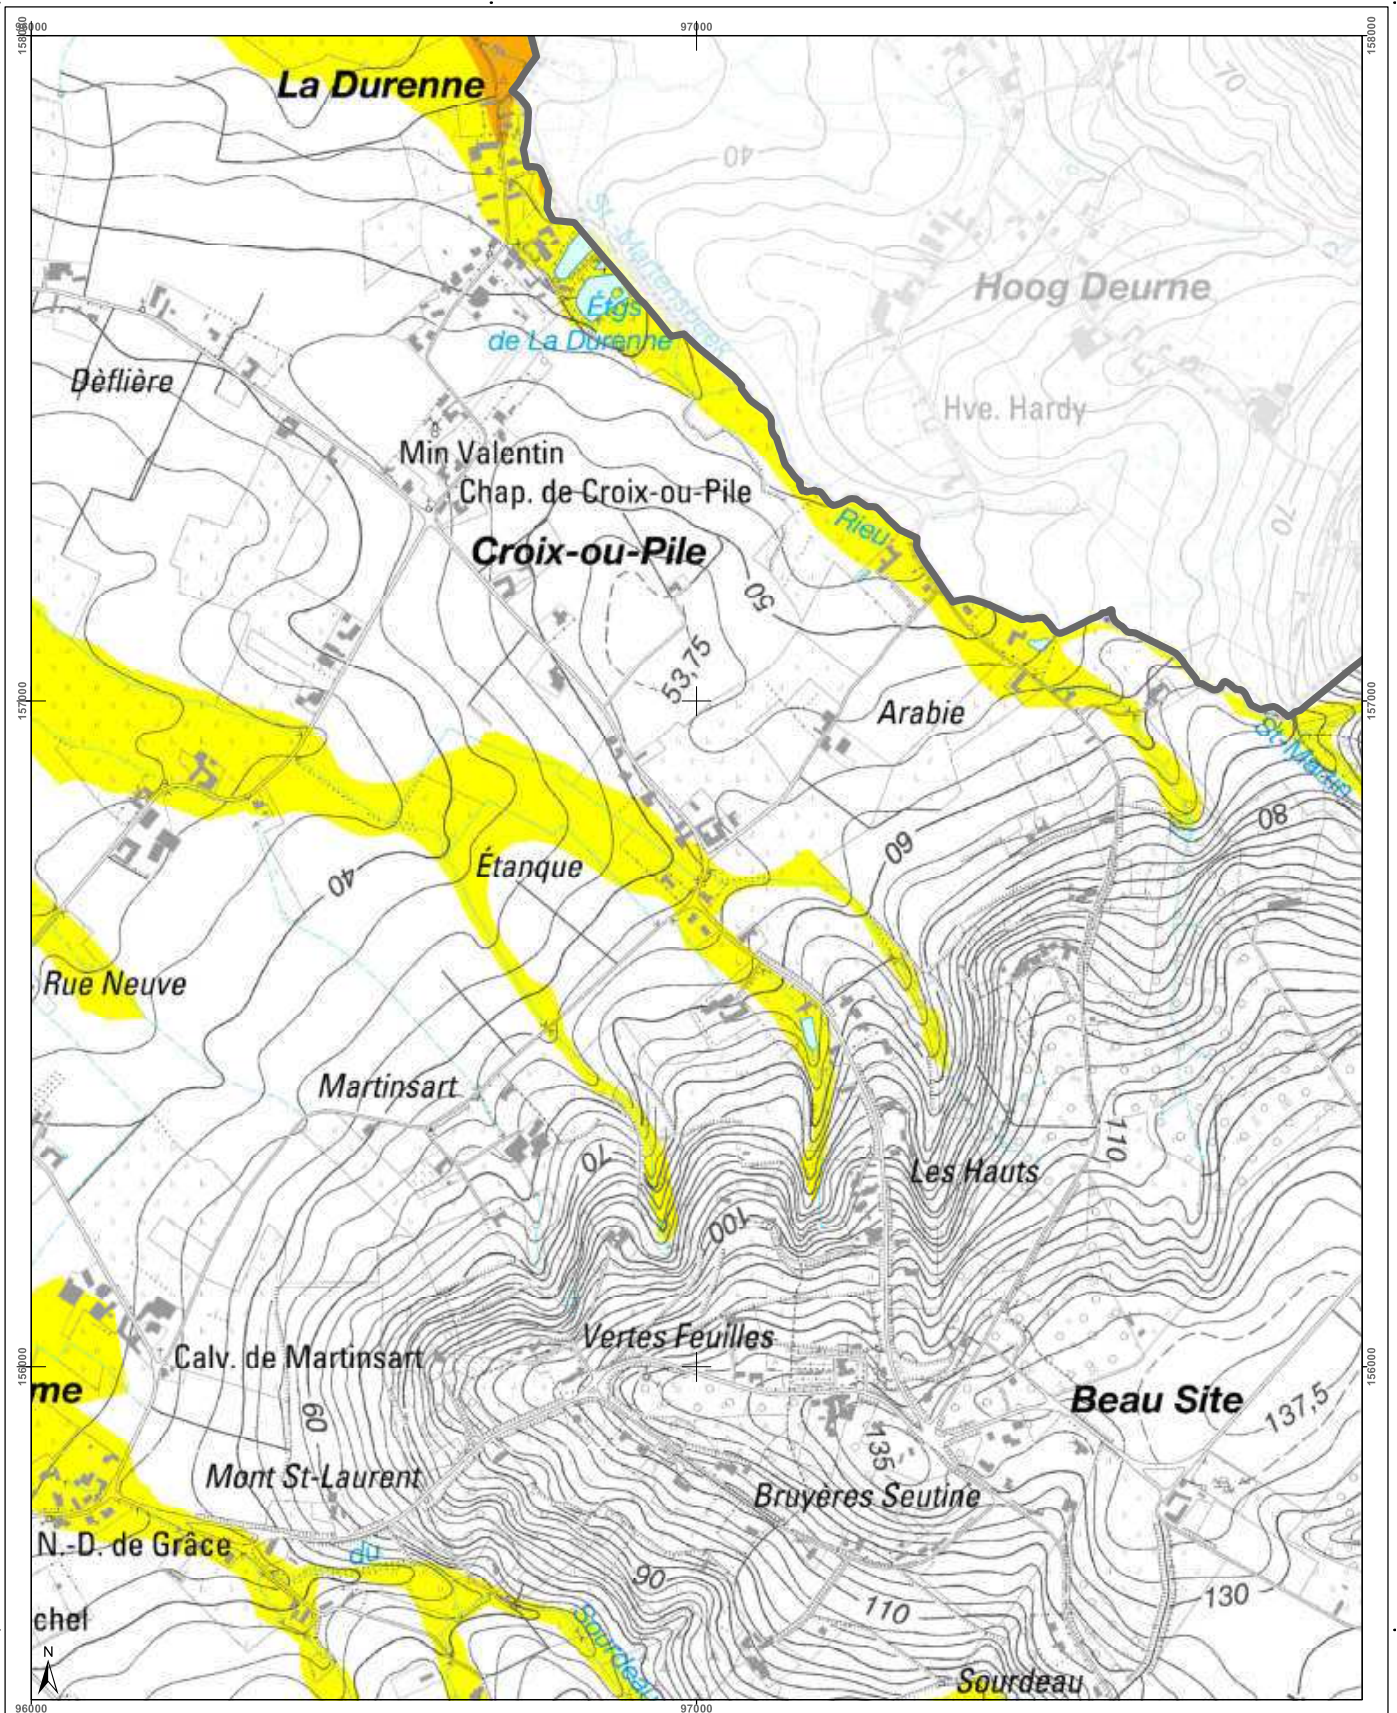 96000
97000
158000
158000
La Durenne
70
40
St.-Martensbeek
Hoog Deurne
Étgs
de La Durenne
Dèflière
Hve. Hardy
Min Valentin
Chap. de Croix-ou-Pile
Rieu
Croix-ou-Pile
50
53,75
157000
157000
Arabie
St-Martin
80
60
Étanque
40
Rue Neuve
Martinsart
110
70
Les Hauts
100
Vertes Feuilles
Calv. de Martinsart
156000
156000
me
Beau Site
60
137,5
135
Mont St-Laurent
Bruyères Seutine
N.-D. de Grâce
du
90
110
130
chel
Sourdeau
N
Sourdeau
96000
97000